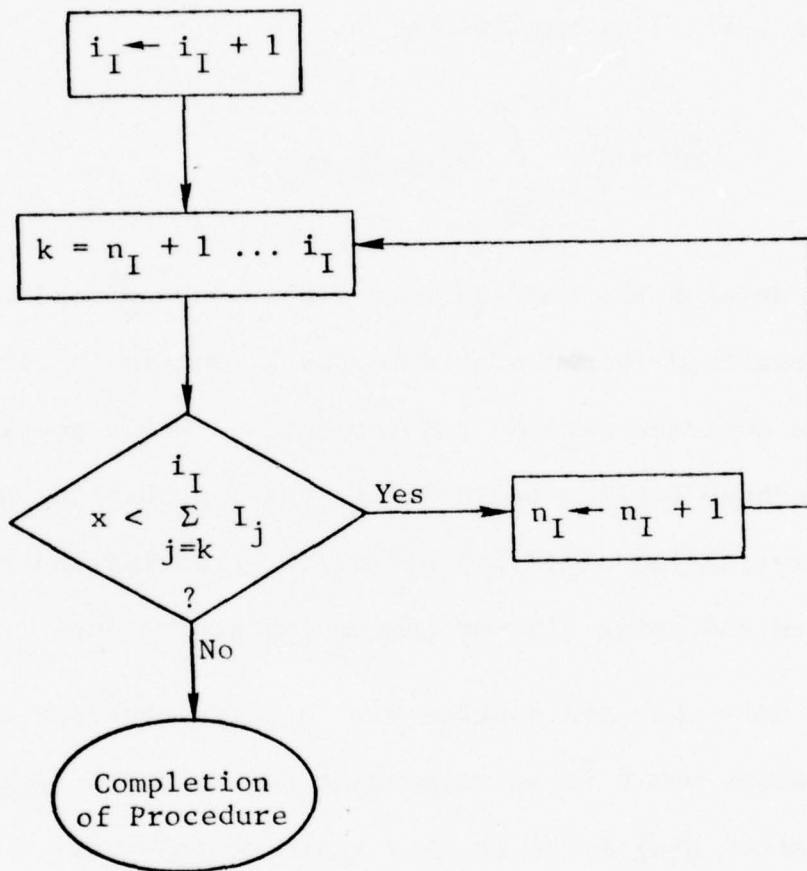 i_I ← i_I + 1
k = n_I + 1 ... i_I
i_I
x < Σ I_j
j=k
?
Yes
n_I ← n_I + 1
No
Completion
of Procedure